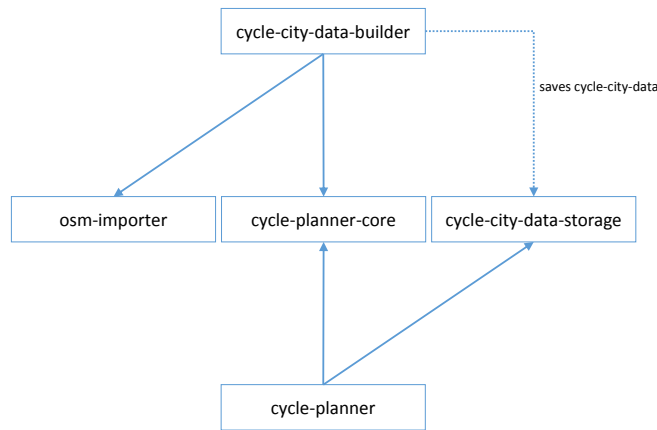 cycle-city-data-builder
saves cycle-city-data
osm-importer
cycle-planner-core
cycle-city-data-storage
cycle-planner